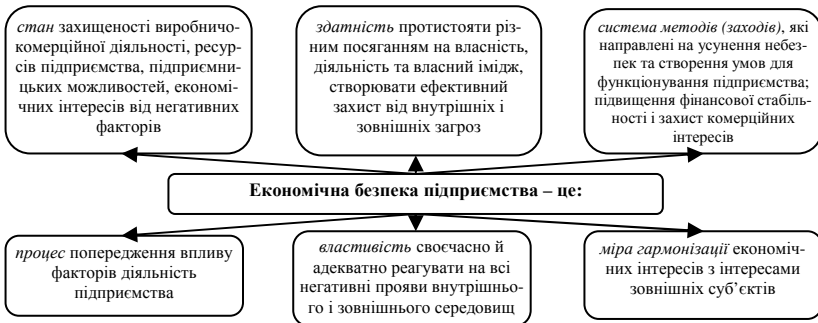 стан захищеності виробничо-
комерційної діяльності, ресур-
сів підприємства, підприємни-
цьких можливостей, економі-
чних інтересів від негативних
факторів
здатність протистояти різ-
ним посяганням на власність,
діяльність та власний імідж,
створювати ефективний
захист від внутрішніх і
зовнішніх загроз
система методів (заходів), які
направлені на усунення небез-
пек та створення умов для
функціонування підприємства;
підвищення фінансової стабіль-
ності і захист комерційних
інтересів
Економічна безпека підприємства – це:
процес попередження впливу
факторів діяльність
підприємства
властивість своєчасно й
адекватно реагувати на всі
негативні прояви внутрішньо-
го і зовнішнього середовищ
міра гармонізації економіч-
них інтересів з інтересами
зовнішніх суб’єктів